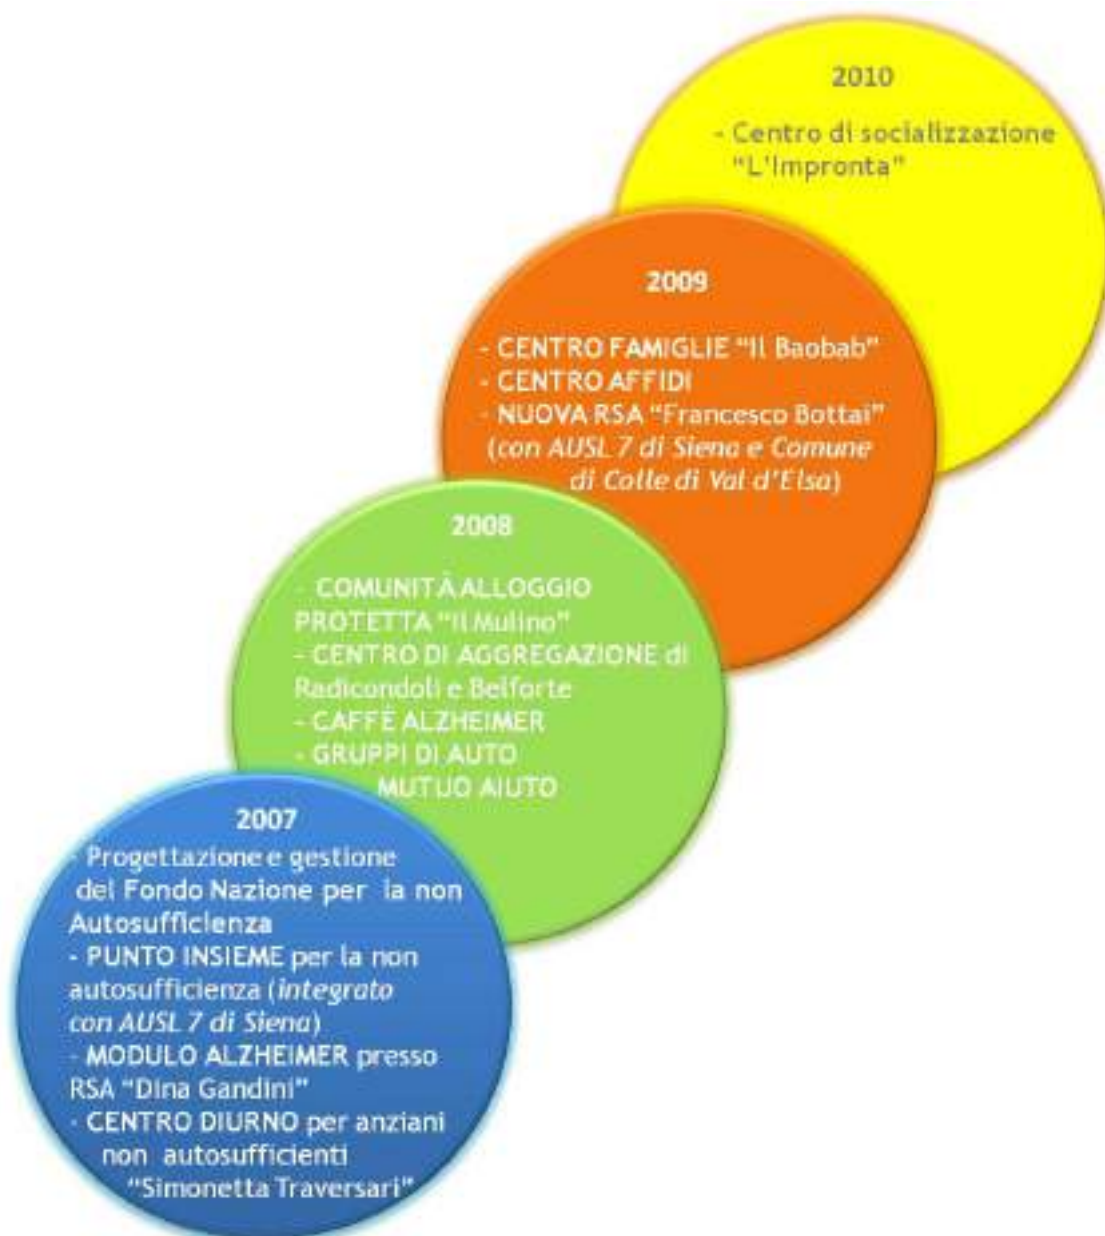 2010
- Centro di socializzazione
"L'Impronta"
2009
- CENTRO FAMIGLIE "Il Baobab"
- CENTRO AFFIDI
- NUOVA RSA "Francesco Bottai"
(con AUSL 7 di Siena e Comune
di Colle di Val d'Elsa)
2008
- COMUNITÀ ALLOGGIO
PROTETTA "Il Mulino"
- CENTRO DI AGGREGAZIONE di
Radicondoli e Belforte
- CAFFÈ ALZHEIMER
- GRUPPI DI AUTO
MUTUO AIUTO
2007
- Progettazione e gestione
del Fondo Nazione per la non
Autosufficienza
- PUNTO INSIEME per la non
autosufficienza (integrato
con AUSL 7 di Siena)
- MODULO ALZHEIMER presso
RSA "Dina Gandini"
- CENTRO DIURNO per anziani
non autosufficienti
"Simonetta Traversari"